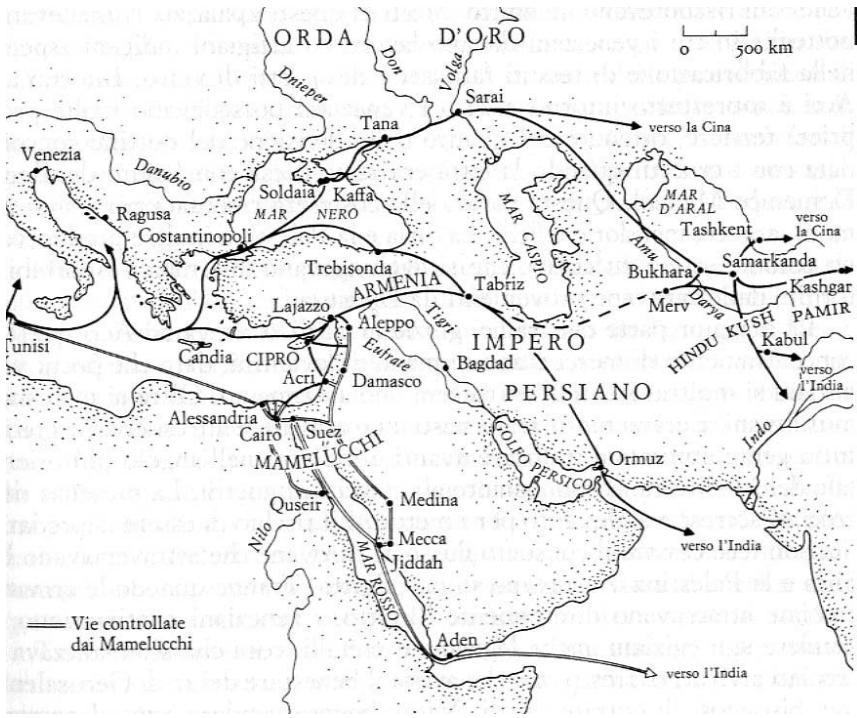 ORDA
D'ORO
0
500 km
Dnieper
Don
Volga
Sarai
verso la Cina
Tana
Venezia
Danubio
Soldaia
Kaffa
MAR
D'ARAL
verso
la Cina
Ragusa
MAR
NERO
MAR CASPIO
Tashkent
Costantinopoli
Amu
Darya
Samarkanda
Bukhara
Trebisonda
Kashgar
ARMENIA
Tabriz
Merv
PAMIR
Lajazzo
Tigri
HINDU KUSH
Tunisi
Aleppo
IMPERO
Kabul
Candia
CIPRO
Eufrate
Bagdad
verso
l'India
Acri
Damasco
PERSIANO
Alessandria
Indo
Cairo
Suez
MAMELUCCHI
GOLFO PERSICO
Ormuz
Quseir
Medina
Nilo
Mecca
verso l'India
Jiddah
MAR ROSSO
Vie controllate
dai Mamelucchi
Aden
verso l'India